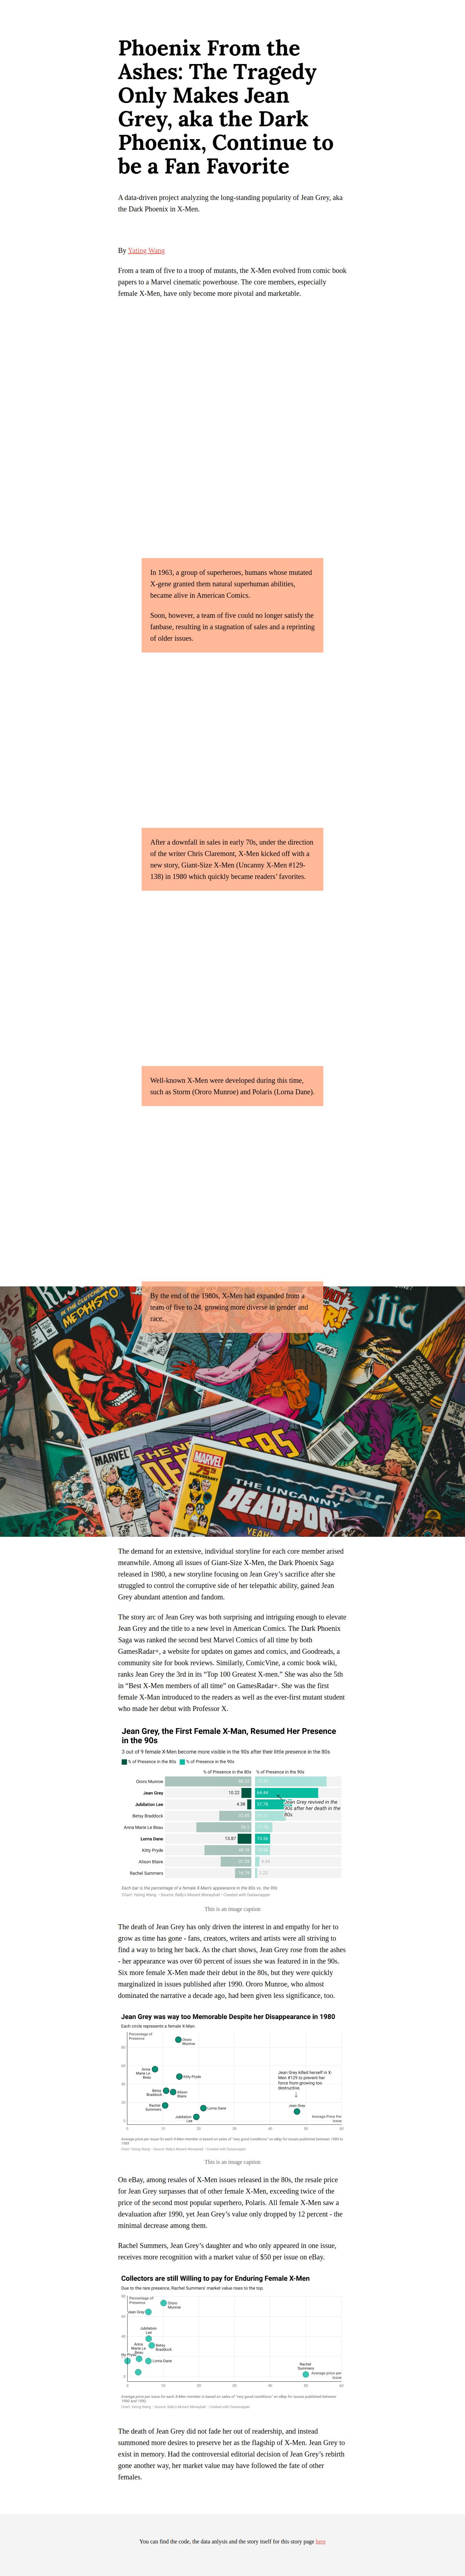 Phoenix From the
Ashes: The Tragedy
Only Makes Jean
Grey, aka the Dark
Phoenix, Continue to
be a Fan Favorite
A data-driven project analyzing the long-standing popularity of Jean Grey, aka
the Dark Phoenix in X-Men.
By Yating Wang
From a team of five to a troop of mutants, the X-Men evolved from comic book
papers to a Marvel cinematic powerhouse. The core members, especially
female X-Men, have only become more pivotal and marketable.
In 1963, a group of superheroes, humans whose mutated
X-gene granted them natural superhuman abilities,
became alive in American Comics.
Soon, however, a team of five could no longer satisfy the
fanbase, resulting in a stagnation of sales and a reprinting
of older issues.
After a downfall in sales in early 70s, under the direction
of the writer Chris Claremont, X-Men kicked off with a
new story, Giant-Size X-Men (Uncanny X-Men #129-
138) in 1980 which quickly became readers’ favorites.
Well-known X-Men were developed during this time,
such as Storm (Ororo Munroe) and Polaris (Lorna Dane).
By the end of the 1980s, X-Men had expanded from a
team of five to 24, growing more diverse in gender and
race.
IN THE CLUTCHES OF
MEPHISTO
MARVEL
THE UNCANNY
DEADPOOL
YEAH!
The demand for an extensive, individual storyline for each core member arised
meanwhile. Among all issues of Giant-Size X-Men, the Dark Phoenix Saga
released in 1980, a new storyline focusing on Jean Grey’s sacrifice after she
struggled to control the corruptive side of her telepathic ability, gained Jean
Grey abundant attention and fandom.
The story arc of Jean Grey was both surprising and intriguing enough to elevate
Jean Grey and the title to a new level in American Comics. The Dark Phoenix
Saga was ranked the second best Marvel Comics of all time by both
GamesRadar+, a website for updates on games and comics, and Goodreads, a
community site for book reviews. Similarly, ComicVine, a comic book wiki,
ranks Jean Grey the 3rd in its “Top 100 Greatest X-men.” She was also the 5th
in “Best X-Men members of all time” on GamesRadar+. She was the first
female X-Man introduced to the readers as well as the ever-first mutant student
who made her debut with Professor X.
Jean Grey, the First Female X-Man, Resumed Her Presence
in the 90s
3 out of 9 female X-Men become more visible in the 90s after their little presence in the 80s
% of Presence in the 80s % of Presence in the 90s
% of Presence in the 80s % of Presence in the 90s
Ororo Munroe
Jean Grey 10.22 64.44
Jubilation Lee 4.38 37.78
Betsy Braddock
Anna Marie Le Beau
Lorna Dane 13.87 15.56
Kitty Pryde
Alison Blaire
Rachel Summers
Jean Grey revived in the
90s after her death in the
80s.
Each bar is the percentage of a female X-Man's appearance in the 80s vs. the 90s
Chart: Yating Wang • Source: Rally's Mutant Moneyball • Created with Datawrapper
This is an image caption
The death of Jean Grey has only driven the interest in and empathy for her to
grow as time has gone - fans, creators, writers and artists were all striving to
find a way to bring her back. As the chart shows, Jean Grey rose from the ashes
- her appearance was over 60 percent of issues she was featured in in the 90s.
Six more female X-Men made their debut in the 80s, but they were quickly
marginalized in issues published after 1990. Ororo Munroe, who almost
dominated the narrative a decade ago, had been given less significance, too.
Jean Grey was way too Memorable Despite her Disappearance in 1980
Each circle represents a female X-Man.
Percentage of
Presence
Ororo
Munroe
80
Anna
Marie Le
Beau
60
Kitty Pryde
40
Betsy
Braddock
Alison
Blaire
Rachel
Summers
20
Lorna Dane
Jubilation
Lee
Jean Grey killed herself in X-
Men #129 to prevent her
force from growing too
destructive.
Jean Grey
Average Price Per
Issue
0
0 10 20 30 40 50 60
Average price per issue for each X-Men member is based on sales of "very good conditions" on eBay for issues published between 1980 to
1989
Chart: Yating Wang • Source: Rally's Mutant Moneyball • Created with Datawrapper
This is an image caption
On eBay, among resales of X-Men issues released in the 80s, the resale price
for Jean Grey surpasses that of other female X-Men, exceeding twice of the
price of the second most popular superhero, Polaris. All female X-Men saw a
devaluation after 1990, yet Jean Grey’s value only dropped by 12 percent - the
minimal decrease among them.
Rachel Summers, Jean Grey’s daughter and who only appeared in one issue,
receives more recognition with a market value of $50 per issue on eBay.
Collectors are still Willing to pay for Enduring Female X-Men
Due to the rare presence, Rachel Summers' market value rises to the top.
80
Percentage of
Presence
Ororo
Munroe
Jean Grey
60
Jubilation
Lee
40
Anna
Marie Le
Beau
Betsy
Braddock
Lorna Dane
Rachel
Summers
Average price per
issue
0
0 10 20 30 40 50 60
Average price per issue for each X-Men member is based on sales of "very good conditions" on eBay for issues published between
1990 and 1992
Chart: Yating Wang • Source: Rally's Mutant Moneyball • Created with Datawrapper
The death of Jean Grey did not fade her out of readership, and instead
summoned more desires to preserve her as the flagship of X-Men. Jean Grey to
exist in memory. Had the controversial editorial decision of Jean Grey’s rebirth
gone another way, her market value may have followed the fate of other
females.
You can find the code, the data anlysis and the story itself for this story page here